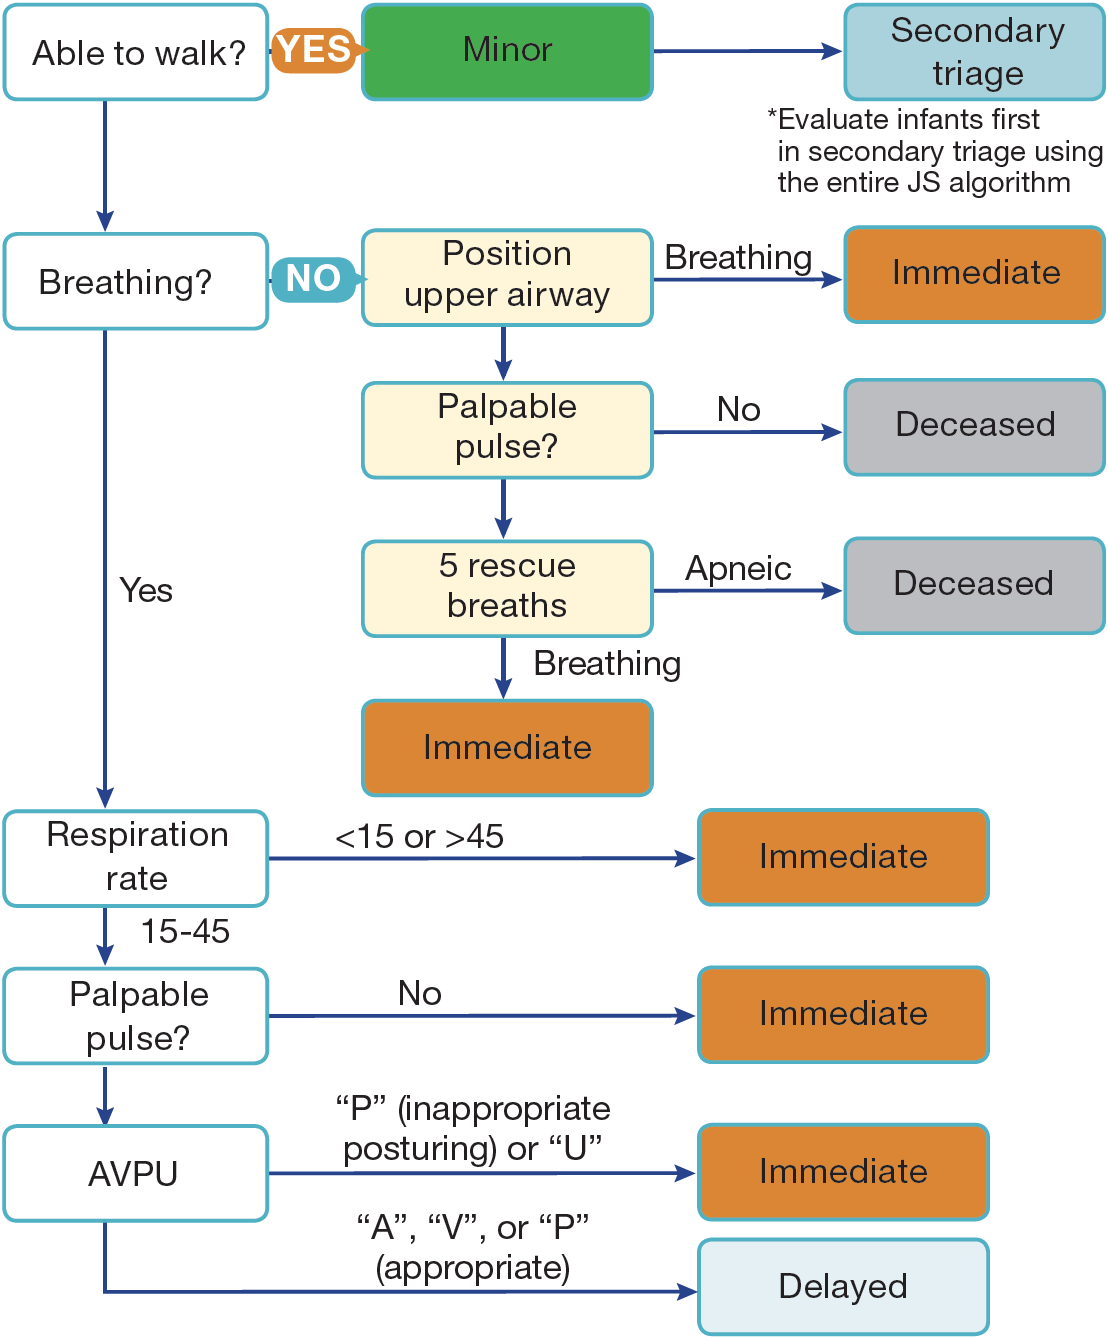 Able to walk?
YES
Minor
Secondary
triage
*Evaluate infants first
in secondary triage using
the entire JS algorithm
Breathing?
NO
Position
upper airway
Breathing
Immediate
Palpable
pulse?
No
Deceased
5 rescue
breaths
Apneic
Deceased
Yes
Breathing
Immediate
Respiration
rate
<15 or >45
Immediate
15-45
Palpable
pulse?
No
Immediate
AVPU
“P” (inappropriate
posturing) or “U”
Immediate
“A”, “V”, or “P”
(appropriate)
Delayed